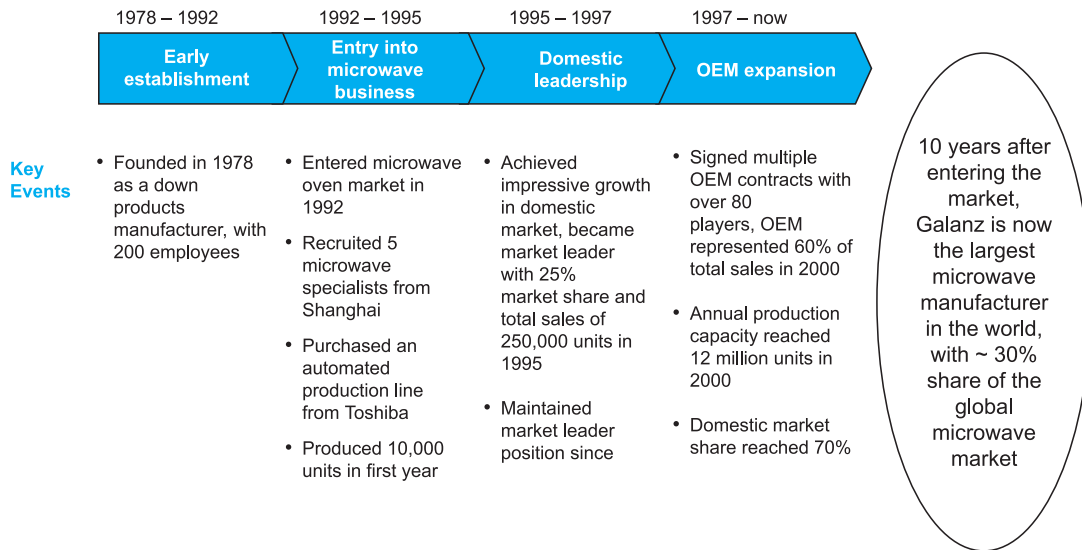 1978 – 1992
1992 – 1995
1995 – 1997
1997 – now
Early
establishment
Entry into
microwave
business
Domestic
leadership
OEM expansion
Key
Events
• Founded in 1978
as a down
products
manufacturer, with
200 employees
• Entered microwave
oven market in
1992
• Recruited 5
microwave
specialists from
Shanghai
• Purchased an
automated
production line
from Toshiba
• Produced 10,000
units in first year
• Achieved
impressive growth
in domestic
market, became
market leader
with 25%
market share and
total sales of
250,000 units in
1995
• Maintained
market leader
position since
• Signed multiple
OEM contracts with
over 80
players, OEM
represented 60% of
total sales in 2000
• Annual production
capacity reached
12 million units in
2000
• Domestic market
share reached 70%
10 years after
entering the
market,
Galanz is now
the largest
microwave
manufacturer
in the world,
with ~ 30%
share of the
global
microwave
market